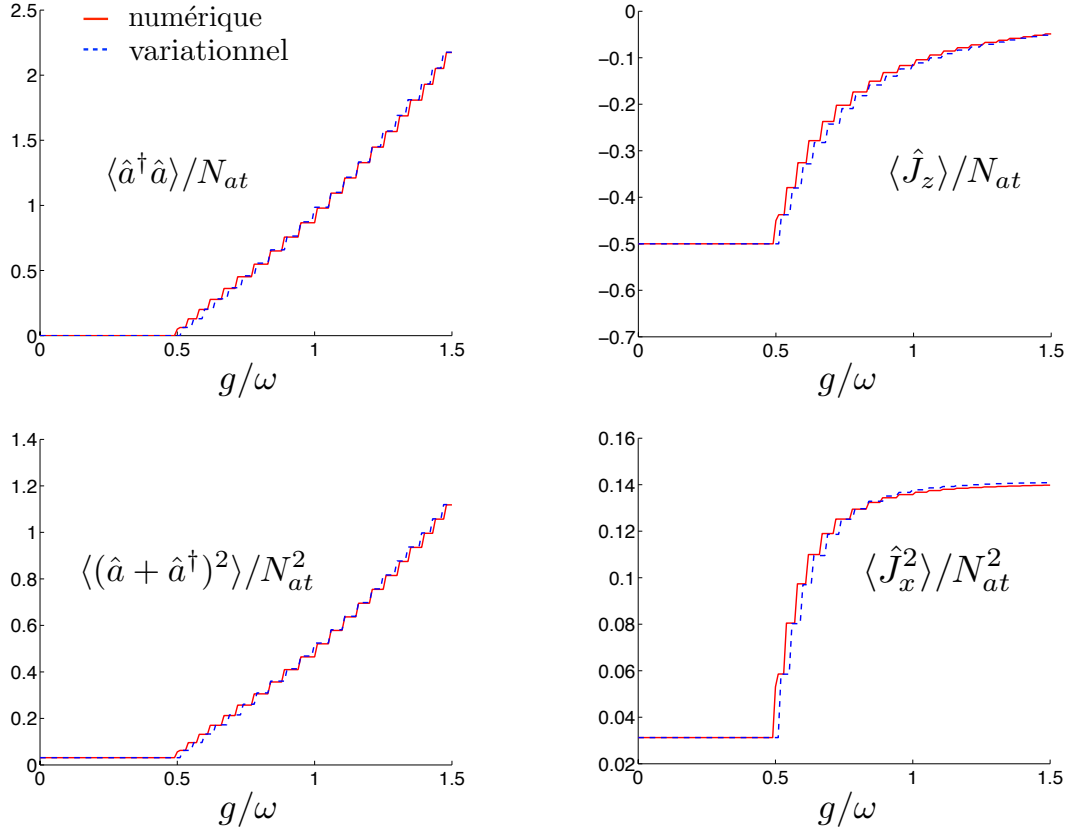 numérique
variationnel
2.5
2
1.5
1
0.5
0
⟨â†â⟩/N_at
0 0.5 1 1.5
g/ω
0
−0.1
−0.2
−0.3
−0.4
−0.5
−0.6
−0.7
⟨Ĵ_z⟩/N_at
0 0.5 1 1.5
g/ω
1.4
1.2
1
0.8
0.6
0.4
0.2
0
⟨(â + â†)²⟩/N²_at
0 0.5 1 1.5
g/ω
0.16
0.14
0.12
0.1
0.08
0.06
0.04
0.02
⟨Ĵ²_x⟩/N²_at
0 0.5 1 1.5
g/ω